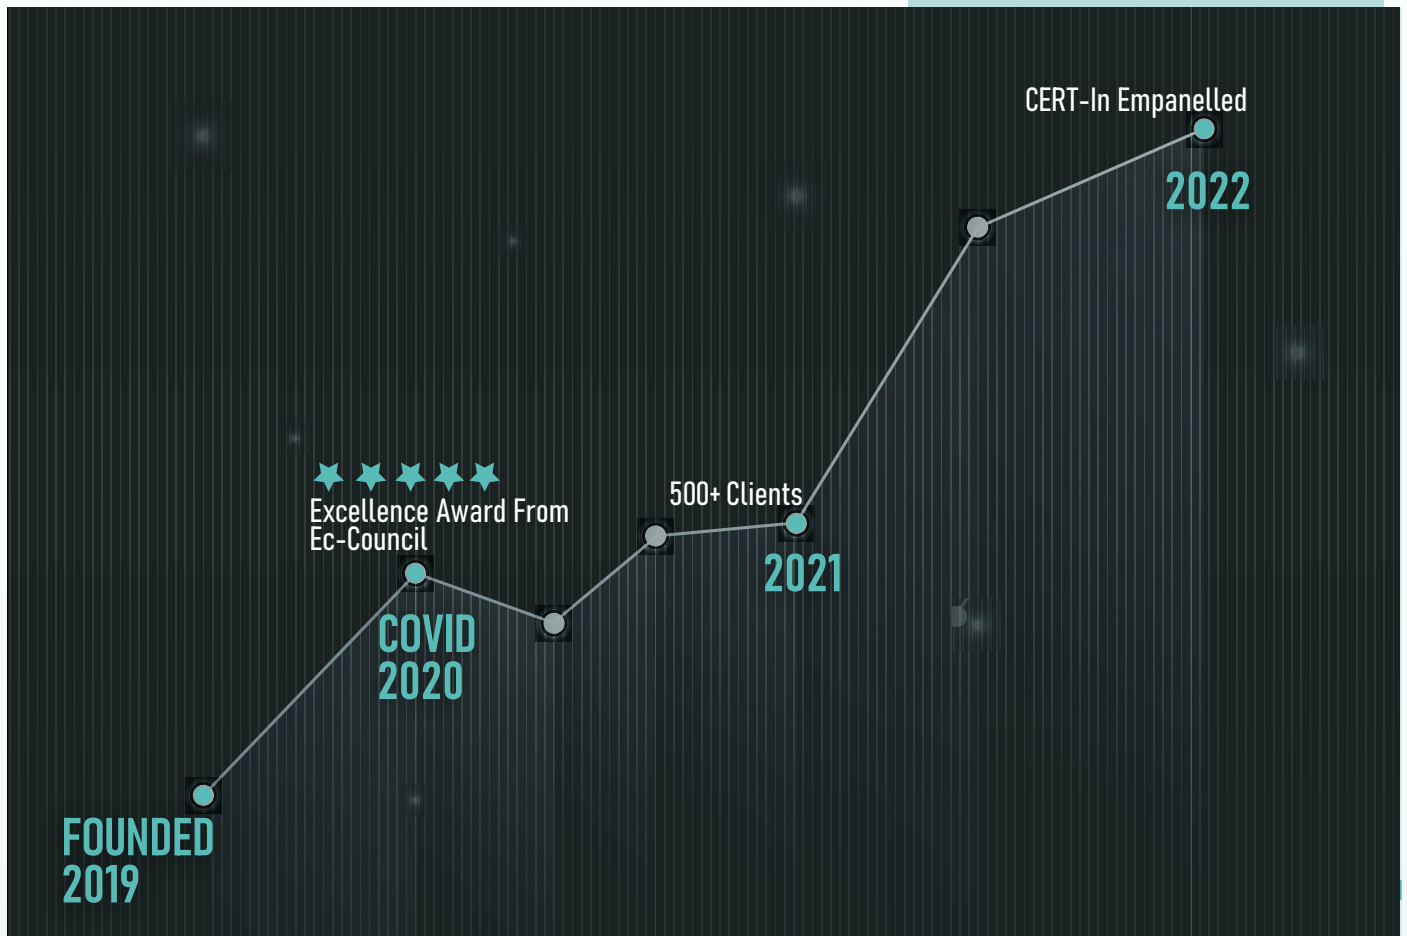 CERT-In Empanelled
2022
Excellence Award From
Ec-Council
500+ Clients
2021
COVID
2020
FOUNDED
2019